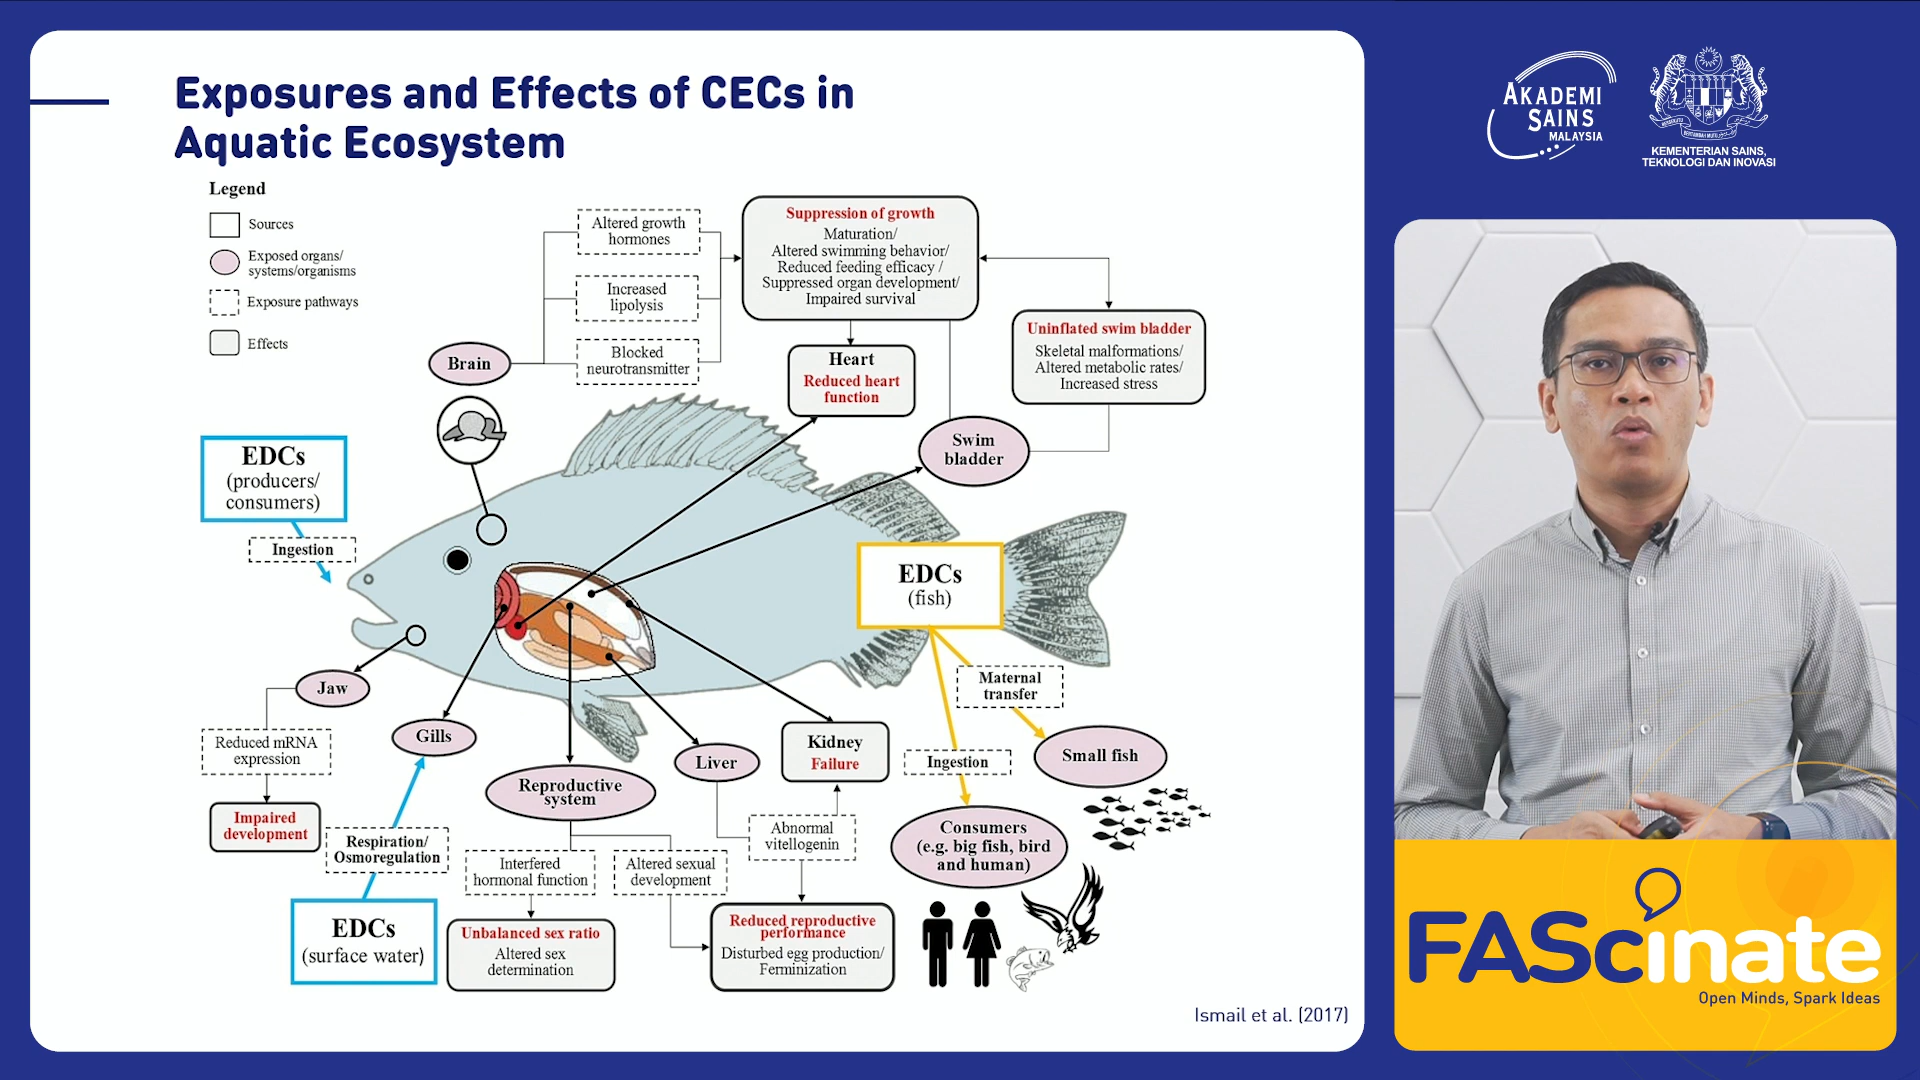 Exposures and Effects of CECs in
Aquatic Ecosystem
Legend
Sources
Exposed organs/
systems/organisms
Exposure pathways
Effects
Altered growth
hormones
Increased
lipolysis
Blocked
neurotransmitter
Brain
Suppression of growth
Maturation/
Altered swimming behavior/
Reduced feeding efficacy /
Suppressed organ development/
Impaired survival
Heart
Reduced heart
function
Uninflated swim bladder
Skeletal malformations/
Altered metabolic rates/
Increased stress
Swim
bladder
EDCs
(producers/
consumers)
Ingestion
EDCs
(fish)
Maternal
transfer
Small fish
Ingestion
Consumers
(e.g. big fish, bird
and human)
Jaw
Reduced mRNA
expression
Impaired
development
Gills
Respiration/
Osmoregulation
EDCs
(surface water)
Reproductive
system
Interfered
hormonal function
Altered sexual
development
Unbalanced sex ratio
Altered sex
determination
Liver
Kidney
Failure
Abnormal
vitellogenin
Reduced reproductive
performance
Disturbed egg production/
Ferminization
Ismail et al. (2017)
AKADEMI
SAINS
MALAYSIA
KEMENTERIAN SAINS,
TEKNOLOGI DAN INOVASI
FAScinate
Open Minds, Spark Ideas